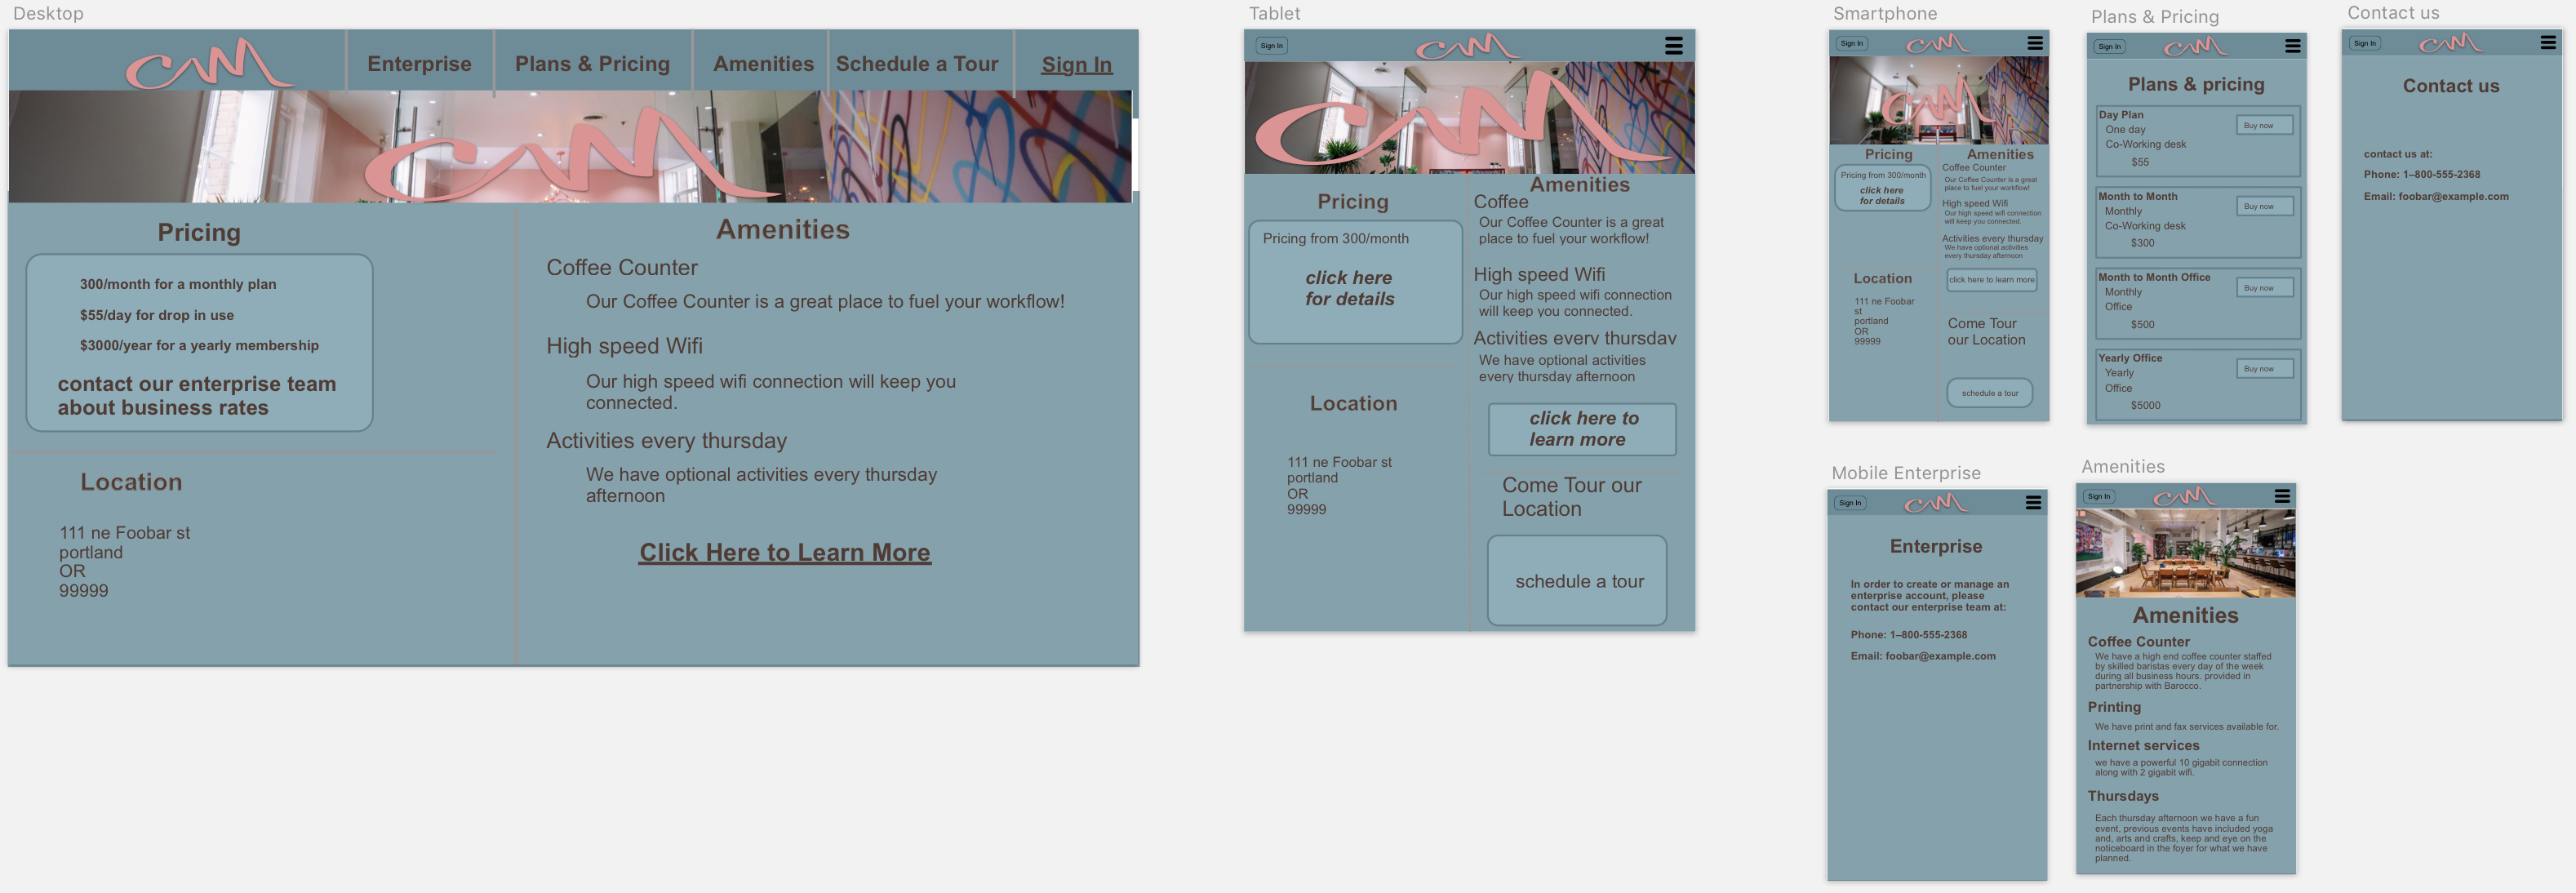 Desktop
CAM
Enterprise
Plans & Pricing
Amenities
Schedule a Tour
Sign In
CAM
Pricing
300/month for a monthly plan
$55/day for drop in use
$3000/year for a yearly membership
contact our enterprise team
about business rates
Location
111 ne Foobar st
portland
OR
99999
Amenities
Coffee Counter
Our Coffee Counter is a great place to fuel your workflow!
High speed Wifi
Our high speed wifi connection will keep you
connected.
Activities every thursday
We have optional activities every thursday
afternoon
Click Here to Learn More
Tablet
Sign In
CAM
CAM
Pricing
Pricing from 300/month
click here
for details
Location
111 ne Foobar st
portland
OR
99999
Amenities
Coffee
Our Coffee Counter is a great
place to fuel your workflow!
High speed Wifi
Our high speed wifi connection
will keep you connected.
Activities every thursday
We have optional activities
every thursday afternoon
click here to
learn more
Come Tour our
Location
schedule a tour
Smartphone
Sign In
CAM
CAM
Pricing
Pricing from 300/month
click here
for details
Location
111 ne Foobar
st
portland
OR
99999
Amenities
Coffee Counter
Our Coffee Counter is a great
place to fuel your workflow!
High speed Wifi
Our high speed wifi connection
will keep you connected.
Activities every thursday
We have optional activities
every thursday afternoon
click here to learn more
Come Tour
our Location
schedule a tour
Plans & Pricing
Sign In
CAM
Plans & pricing
Day Plan
One day
Co-Working desk
$55
Buy now
Month to Month
Monthly
Co-Working desk
$300
Buy now
Month to Month Office
Monthly
Office
$500
Buy now
Yearly Office
Yearly
Office
$5000
Buy now
Contact us
Sign In
CAM
Contact us
contact us at:
Phone: 1–800-555-2368
Email: foobar@example.com
Mobile Enterprise
Sign In
CAM
Enterprise
In order to create or manage an
enterprise account, please
contact our enterprise team at:
Phone: 1–800-555-2368
Email: foobar@example.com
Amenities
Sign In
CAM
Amenities
Coffee Counter
We have a high end coffee counter staffed
by skilled baristas every day of the week
during all business hours. provided in
partnership with Barocco.
Printing
We have print and fax services available for.
Internet services
we have a powerful 10 gigabit connection
along with 2 gigabit wifi.
Thursdays
Each thursday afternoon we have a fun
event, previous events have included yoga
and, arts and crafts, keep and eye on the
noticeboard in the foyer for what we have
planned.